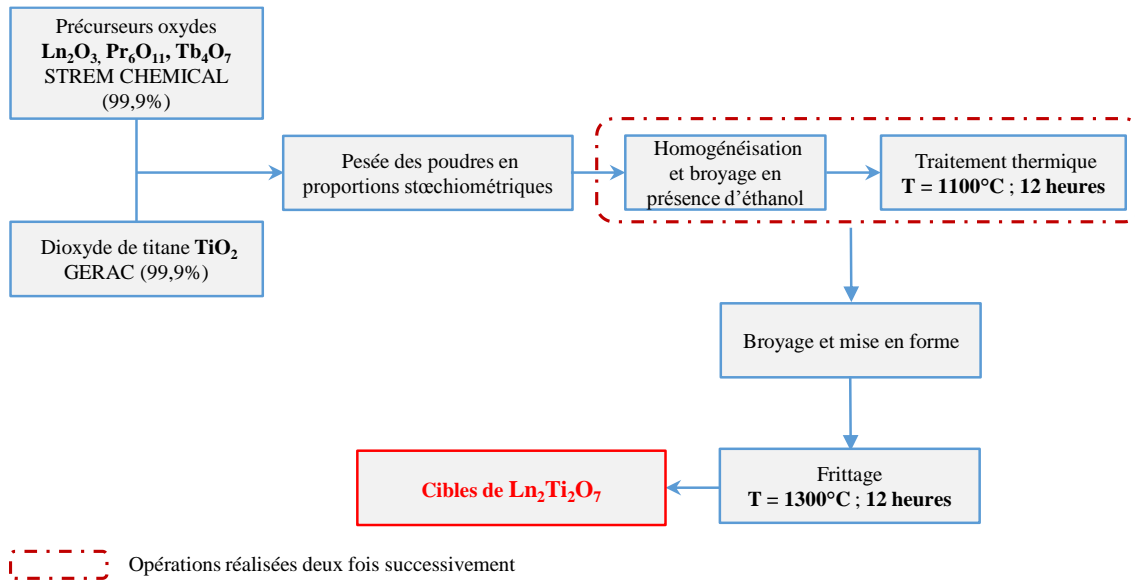 Précurseurs oxydes
Ln₂O₃, Pr₆O₁₁, Tb₄O₇
STREM CHEMICAL
(99,9%)
Dioxyde de titane TiO₂
GERAC (99,9%)
Pesée des poudres en
proportions stœchiométriques
Homogénéisation
et broyage en
présence d’éthanol
Traitement thermique
T = 1100°C ; 12 heures
Broyage et mise en forme
Frittage
T = 1300°C ; 12 heures
Cibles de Ln₂Ti₂O₇
Opérations réalisées deux fois successivement